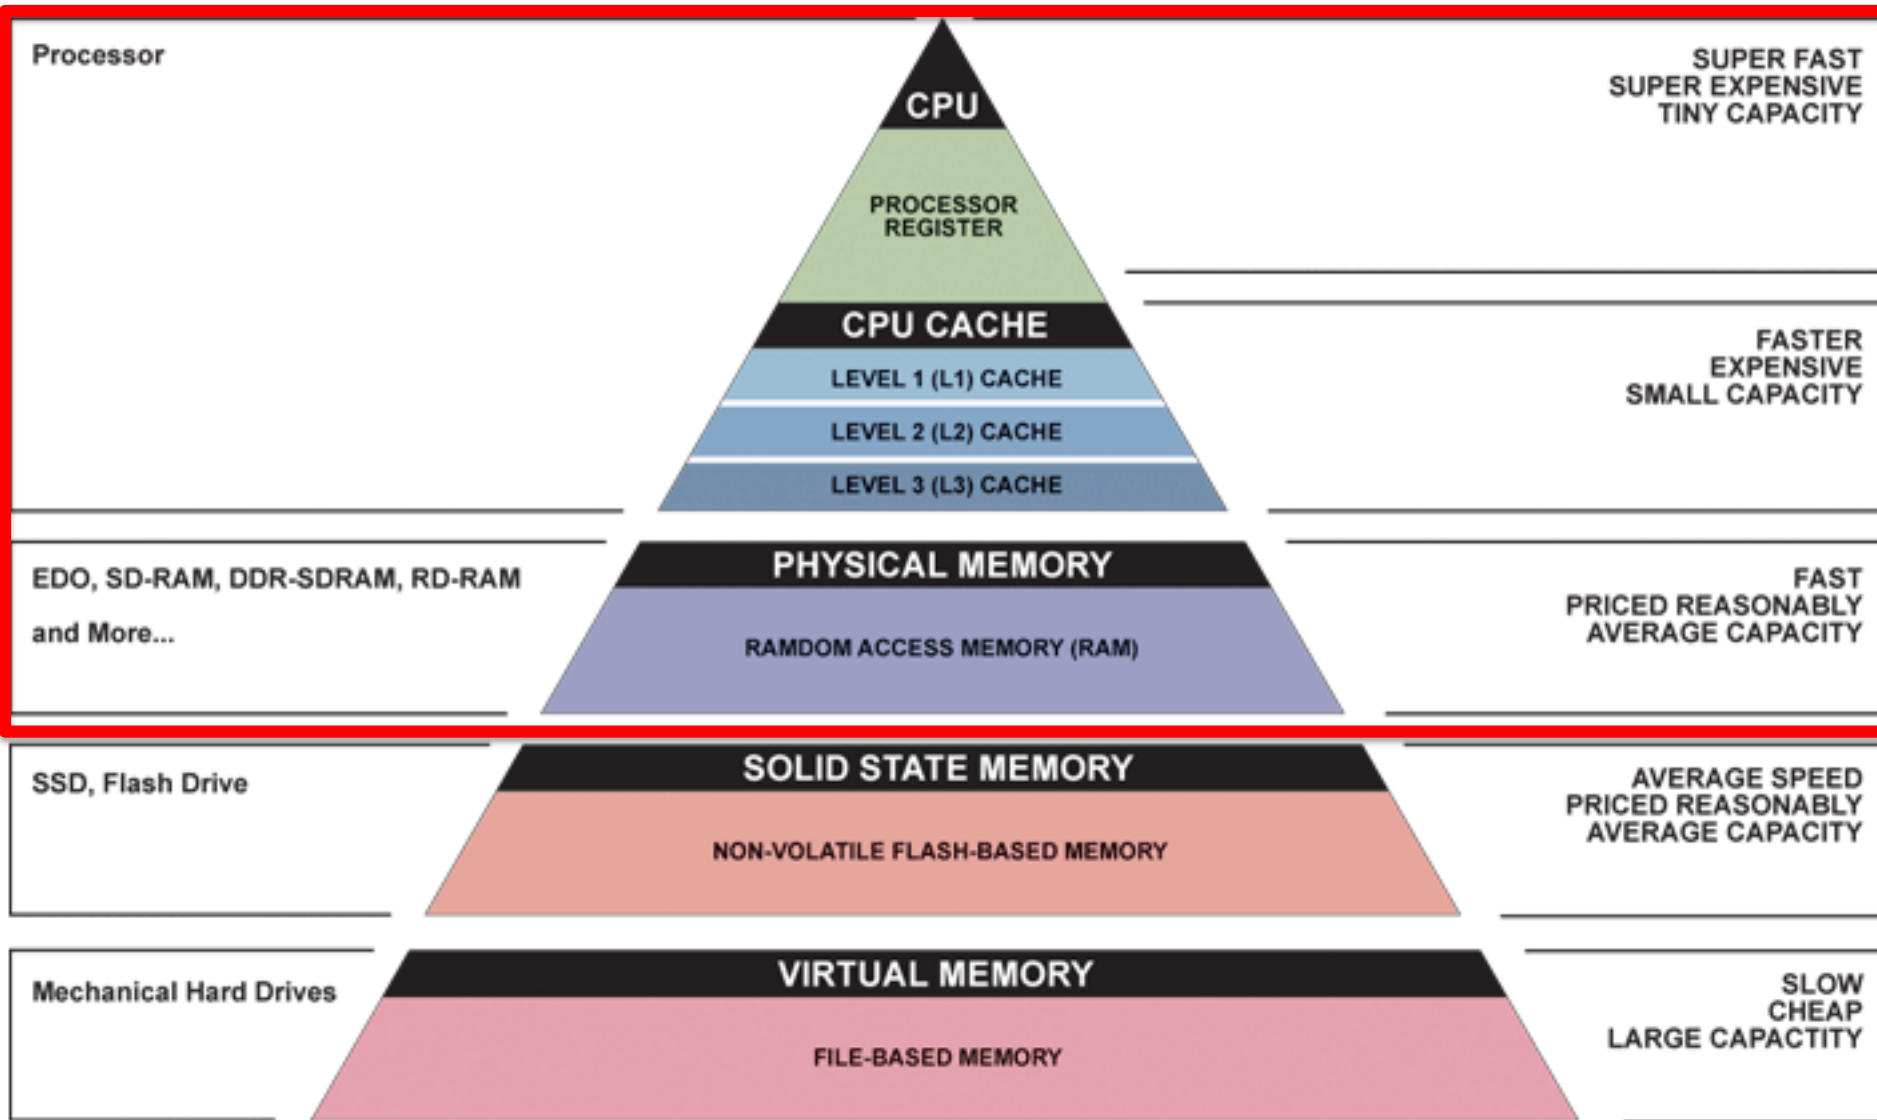 Processor
CPU
SUPER FAST
SUPER EXPENSIVE
TINY CAPACITY
PROCESSOR
REGISTER
CPU CACHE
FASTER
EXPENSIVE
SMALL CAPACITY
LEVEL 1 (L1) CACHE
LEVEL 2 (L2) CACHE
LEVEL 3 (L3) CACHE
EDO, SD-RAM, DDR-SDRAM, RD-RAM
and More...
PHYSICAL MEMORY
RAMDOM ACCESS MEMORY (RAM)
FAST
PRICED REASONABLY
AVERAGE CAPACITY
SSD, Flash Drive
SOLID STATE MEMORY
NON-VOLATILE FLASH-BASED MEMORY
AVERAGE SPEED
PRICED REASONABLY
AVERAGE CAPACITY
Mechanical Hard Drives
VIRTUAL MEMORY
FILE-BASED MEMORY
SLOW
CHEAP
LARGE CAPACTITY